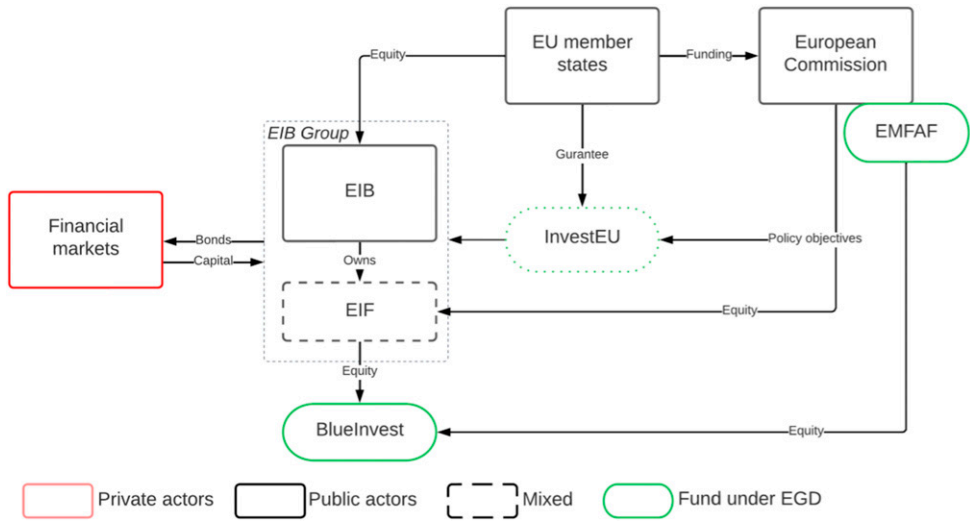 EU member
states
European
Commission
Equity
Funding
EMFAF
EIB Group
Gurantee
EIB
Financial
markets
InvestEU
Bonds
Policy objectives
Capital
Owns
EIF
Equity
Equity
BlueInvest
Equity
Private actors
Public actors
Mixed
Fund under EGD